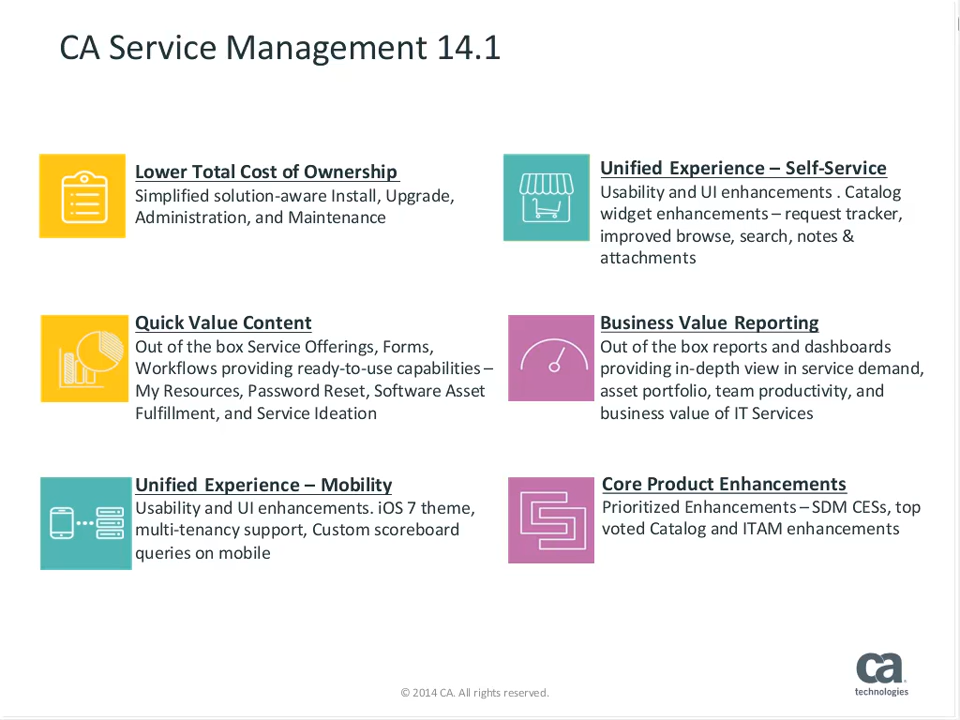 CA Service Management 14.1
Lower Total Cost of Ownership
Simplified solution-aware Install, Upgrade,
Administration, and Maintenance
Unified Experience – Self-Service
Usability and UI enhancements . Catalog
widget enhancements – request tracker,
improved browse, search, notes &
attachments
Quick Value Content
Out of the box Service Offerings, Forms,
Workflows providing ready-to-use capabilities –
My Resources, Password Reset, Software Asset
Fulfillment, and Service Ideation
Business Value Reporting
Out of the box reports and dashboards
providing in-depth view in service demand,
asset portfolio, team productivity, and
business value of IT Services
Unified Experience – Mobility
Usability and UI enhancements. iOS 7 theme,
multi-tenancy support, Custom scoreboard
queries on mobile
Core Product Enhancements
Prioritized Enhancements – SDM CESs, top
voted Catalog and ITAM enhancements
© 2014 CA. All rights reserved.
ca
technologies